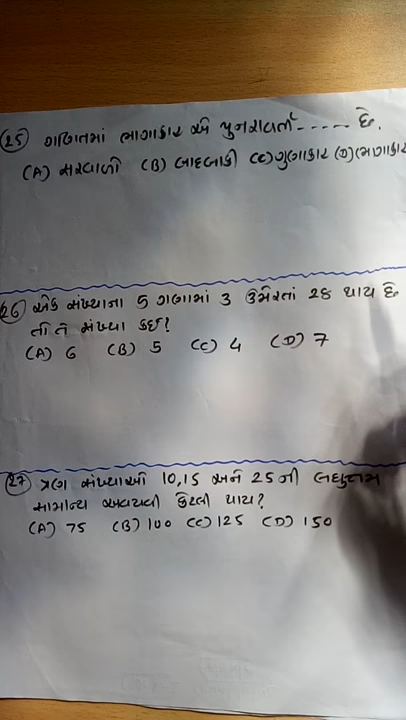 (25) ગણિતમાં ભાગાકાર એ પુનરાવર્તી ----- છે.
(A) સરવાળો (B) બાદબાકી (C) ગુણાકાર (D) ભાગાકાર
(26) એક સંખ્યાના 5 ગણામાં 3 ઉમેરતાં 28 થાય છે
તો તે સંખ્યા કઈ?
(A) 6 (B) 5 (C) 4 (D) 7
(27) ત્રણ સંખ્યાઓ 10,15 અને 25 ની લઘુતમ
સામાન્ય અવયવી કેટલી થાય?
(A) 75 (B) 100 (C) 125 (D) 150